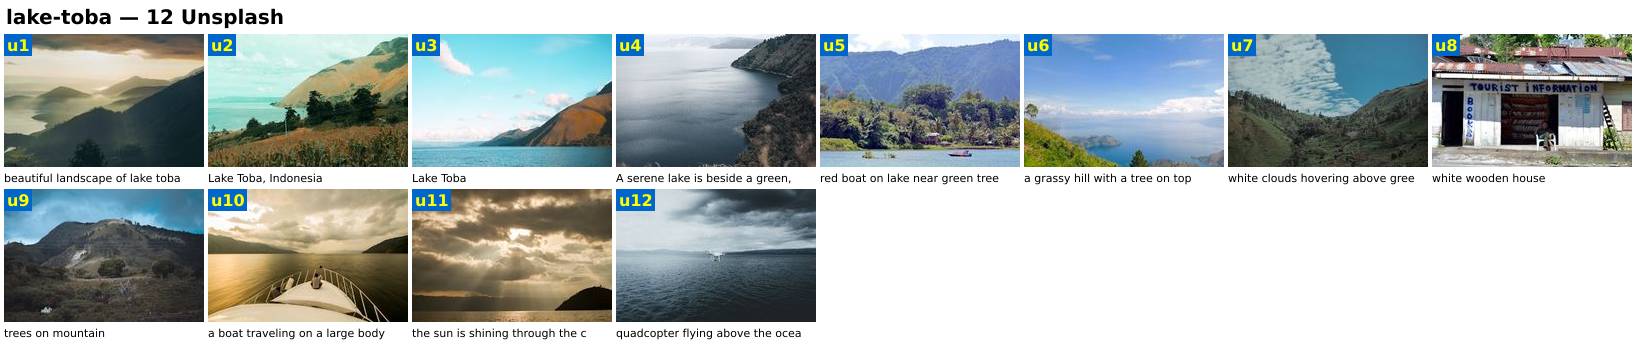 lake-toba — 12 Unsplash
u1
u2
u3
u4
u5
u6
u7
u8
TOURIST iNFORMATION
BOOKS
beautiful landscape of lake toba
Lake Toba, Indonesia
Lake Toba
A serene lake is beside a green,
red boat on lake near green tree
a grassy hill with a tree on top
white clouds hovering above gree
white wooden house
u9
u10
u11
u12
trees on mountain
a boat traveling on a large body
the sun is shining through the c
quadcopter flying above the ocea